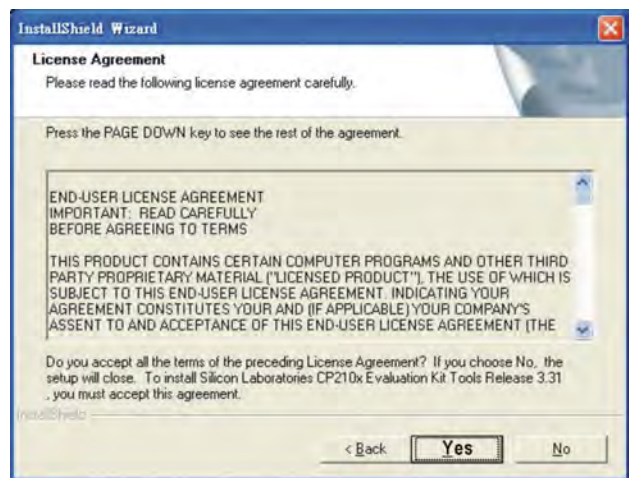 InstallShield Wizard
License Agreement
Please read the following license agreement carefully.
Press the PAGE DOWN key to see the rest of the agreement.
END-USER LICENSE AGREEMENT
IMPORTANT: READ CAREFULLY
BEFORE AGREEING TO TERMS
THIS PRODUCT CONTAINS CERTAIN COMPUTER PROGRAMS AND OTHER THIRD
PARTY PROPRIETARY MATERIAL ("LICENSED PRODUCT"), THE USE OF WHICH IS
SUBJECT TO THIS END-USER LICENSE AGREEMENT. INDICATING YOUR
AGREEMENT CONSTITUTES YOUR AND (IF APPLICABLE) YOUR COMPANY'S
ASSENT TO AND ACCEPTANCE OF THIS END-USER LICENSE AGREEMENT (THE
Do you accept all the terms of the preceding License Agreement? If you choose No, the
setup will close. To install Silicon Laboratories CP210x Evaluation Kit Tools Release 3.31
, you must accept this agreement.
InstallShield
< Back Yes No